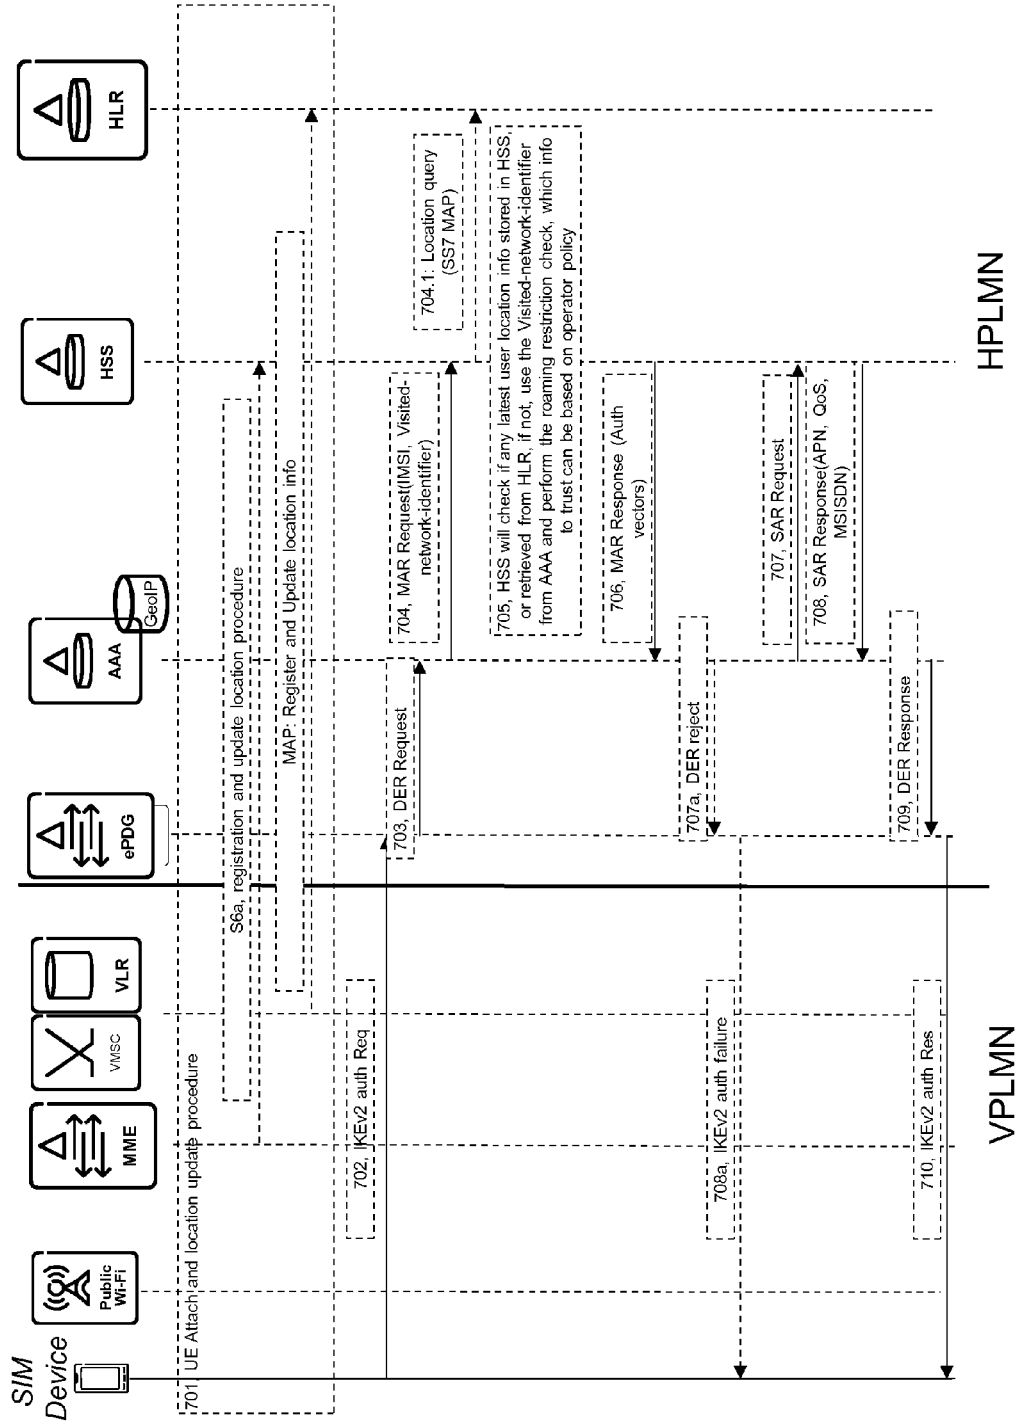 SIM
Device
Public
Wi-Fi
MME
VMSC
VLR
ePDG
AAA
GeoIP
HSS
HLR
701, UE Attach and location update procedure
S6a, registration and update location procedure
MAP: Register and Update location info
702, IKEv2 auth Req
703, DER Request
704, MAR Request(IMSI, Visited-
network-identifier)
704.1: Location query
(SS7 MAP)
705, HSS will check if any latest user location info stored in HSS,
or retrieved from HLR, if not, use the Visited-network-identifier
from AAA and perform the roaming restriction check, which info
to trust can be based on operator policy
706, MAR Response (Auth
vectors)
707a, DER reject
708a, IKEv2 auth failure
707, SAR Request
708, SAR Response(APN, QoS,
MSISDN)
709, DER Response
710, IKEv2 auth Res
VPLMN
HPLMN